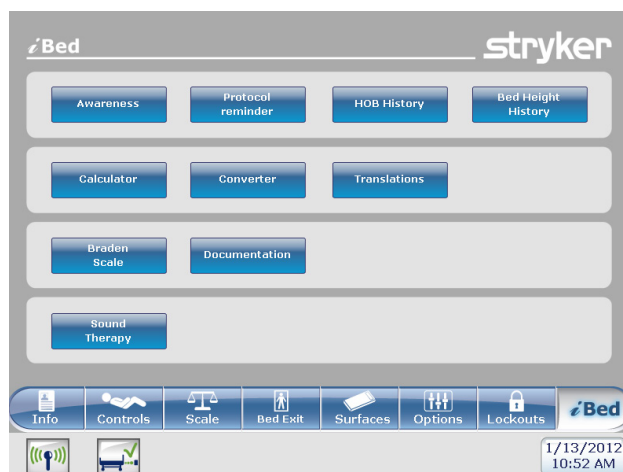 iBed
stryker
Awareness
Protocol
reminder
HOB History
Bed Height
History
Calculator
Converter
Translations
Braden
Scale
Documentation
Sound
Therapy
Info
Controls
Scale
Bed Exit
Surfaces
Options
Lockouts
iBed
1/13/2012
10:52 AM